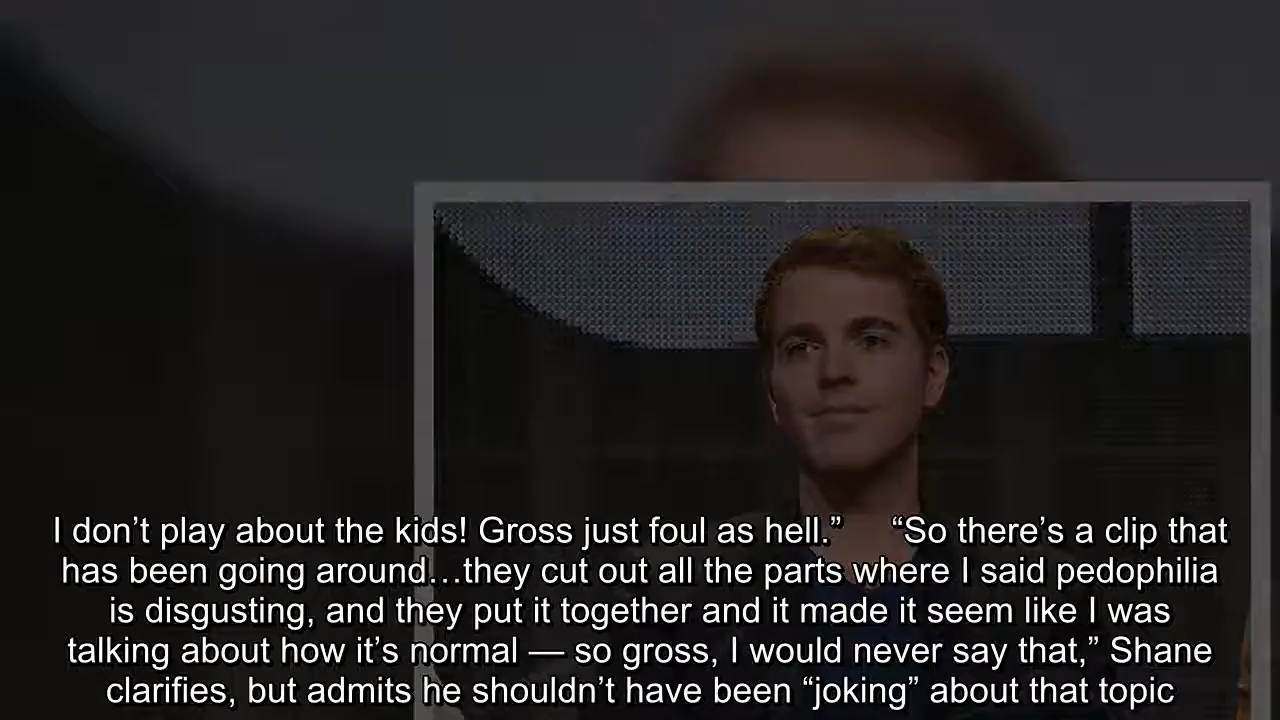 I don’t play about the kids! Gross just foul as hell.” “So there’s a clip that
has been going around…they cut out all the parts where I said pedophilia
is disgusting, and they put it together and it made it seem like I was
talking about how it’s normal — so gross, I would never say that,” Shane
clarifies, but admits he shouldn’t have been “joking” about that topic